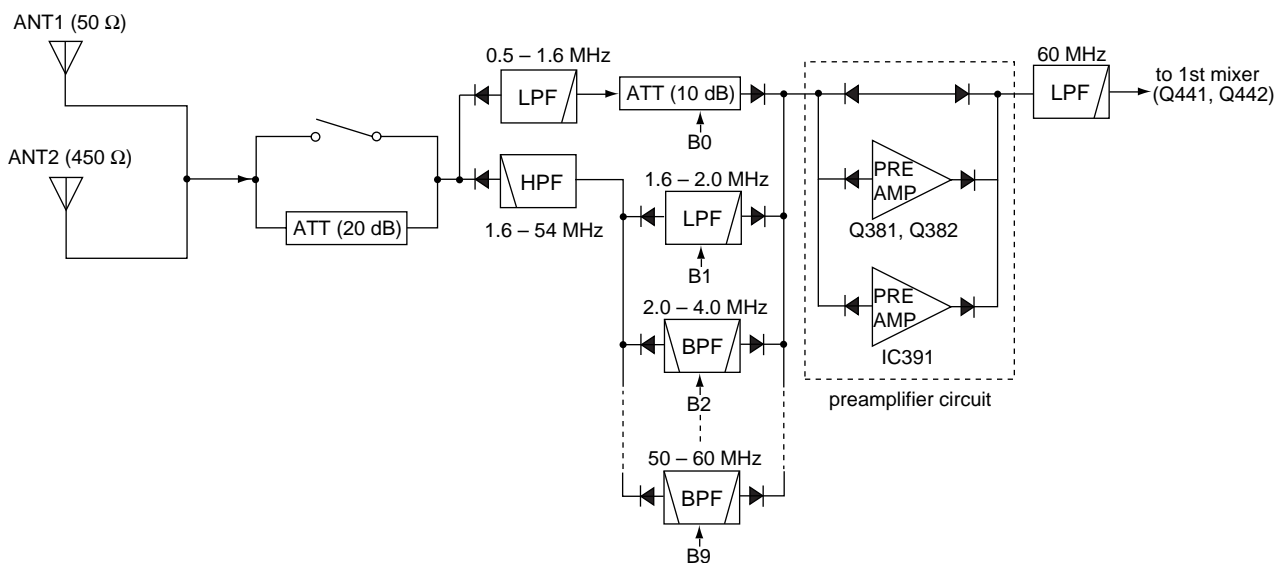 ANT1 (50 Ω)
ANT2 (450 Ω)
ATT (20 dB)
0.5 – 1.6 MHz
LPF
ATT (10 dB)
B0
HPF
1.6 – 54 MHz
1.6 – 2.0 MHz
LPF
B1
2.0 – 4.0 MHz
BPF
B2
50 – 60 MHz
BPF
B9
PRE
AMP
Q381, Q382
PRE
AMP
IC391
preamplifier circuit
60 MHz
LPF
to 1st mixer
(Q441, Q442)